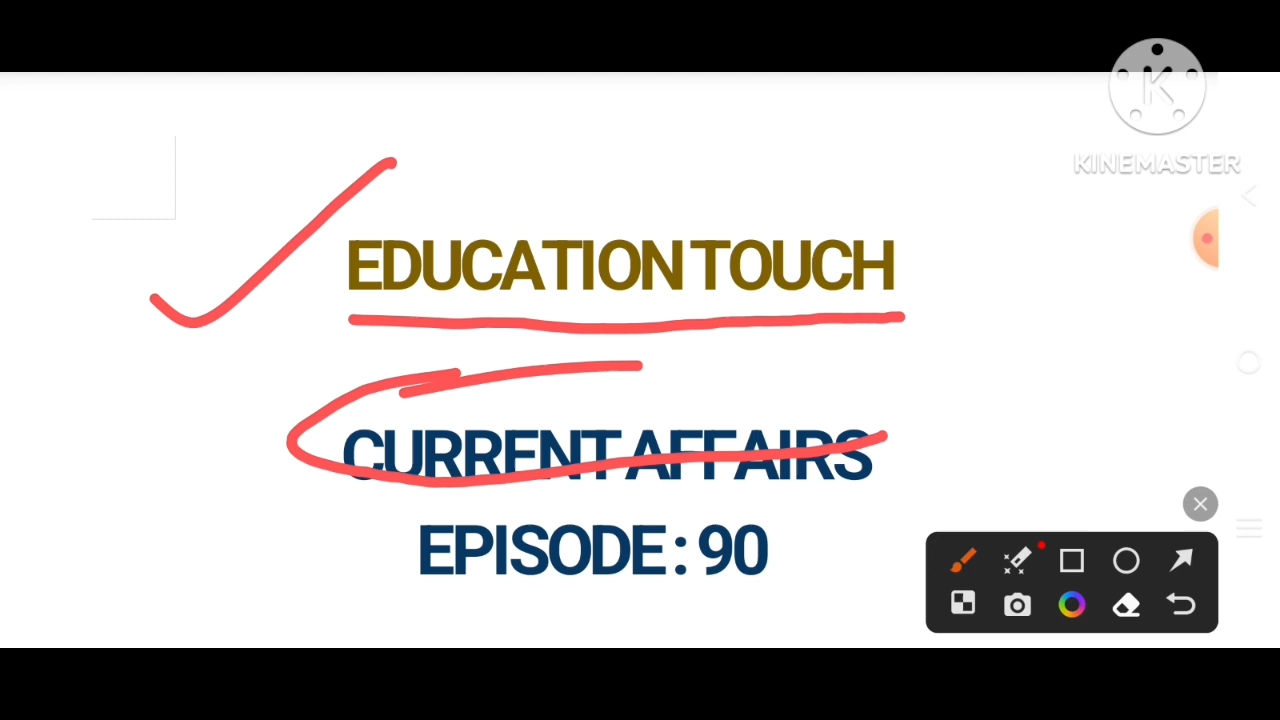 KINEMASTER
EDUCATION TOUCH
CURRENT AFFAIRS
EPISODE : 90